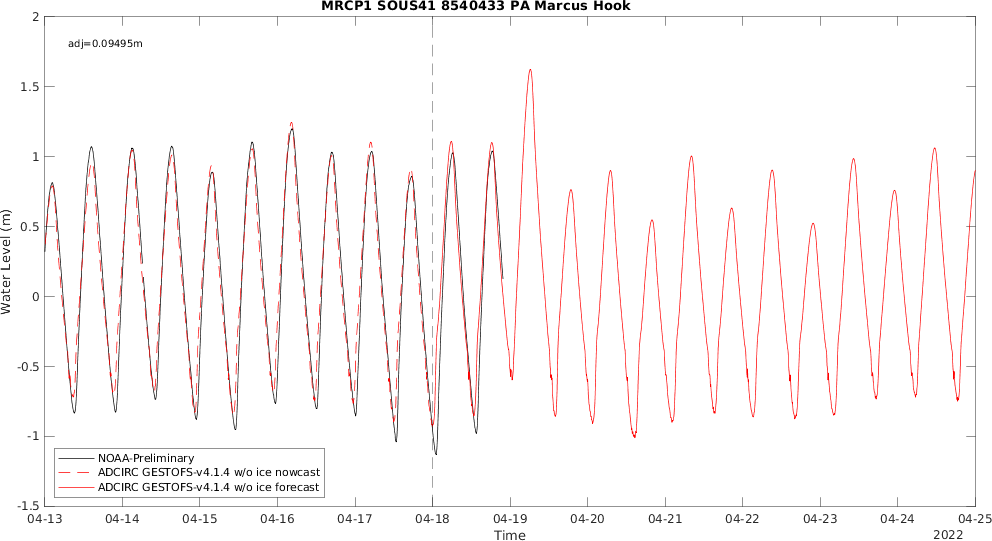 MRCP1 SOUS41 8540433 PA Marcus Hook
adj=0.09495m
2
1.5
1
0.5
0
-0.5
-1
-1.5
Water Level (m)
NOAA-Preliminary
ADCIRC GESTOFS-v4.1.4 w/o ice nowcast
ADCIRC GESTOFS-v4.1.4 w/o ice forecast
04-13 04-14 04-15 04-16 04-17 04-18 04-19 04-20 04-21 04-22 04-23 04-24 04-25
Time
2022